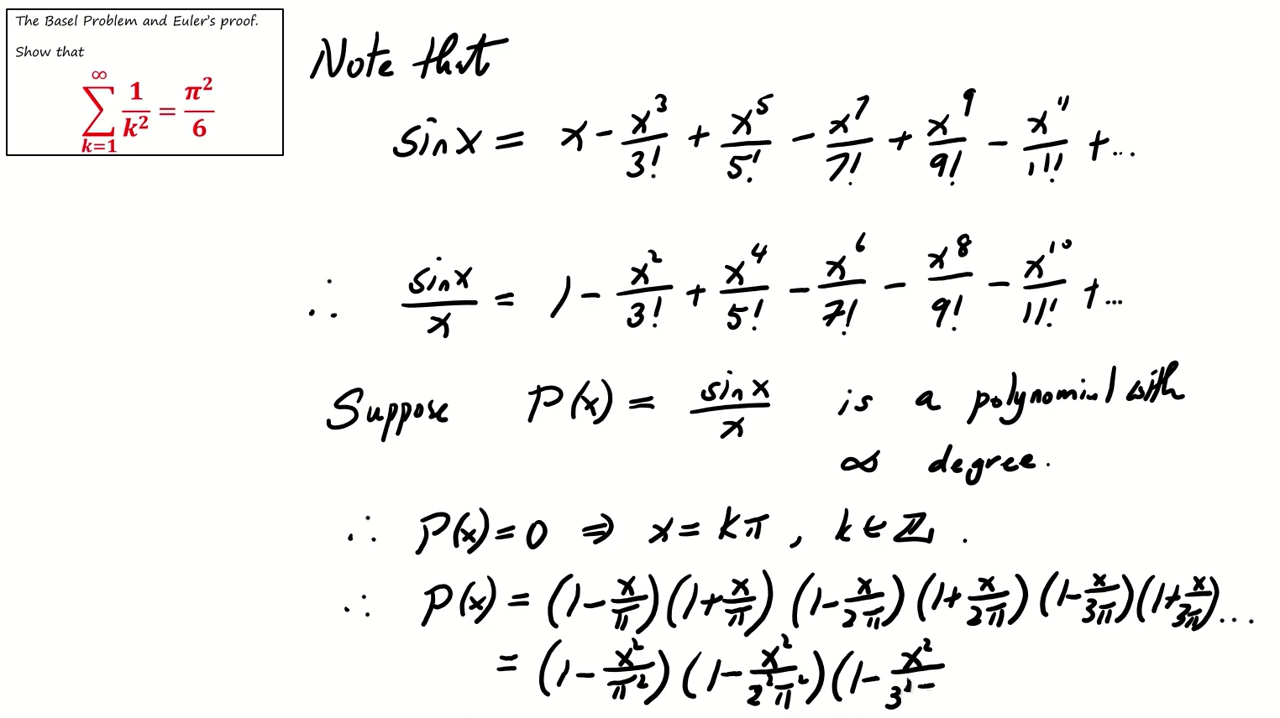 The Basel Problem and Euler's proof.
Show that
∑_{k=1}^{∞} 1/k² = π²/6
Note that
sin x = x - x³/3! + x⁵/5! - x⁷/7! + x⁹/9! - x¹¹/11! + ...
∴ sin x/x = 1 - x²/3! + x⁴/5! - x⁶/7! - x⁸/9! - x¹⁰/11! + ...
Suppose P(x) = sin x/x is a polynomial with
∞ degree.
∴ P(x) = 0 ⇒ x = kπ, k ∈ ℤ.
∴ P(x) = (1 - x/π)(1 + x/π)(1 - x/2π)(1 + x/2π)(1 - x/3π)(1 + x/3π)...
= (1 - x²/π²)(1 - x²/2²π²)(1 - x²/3²